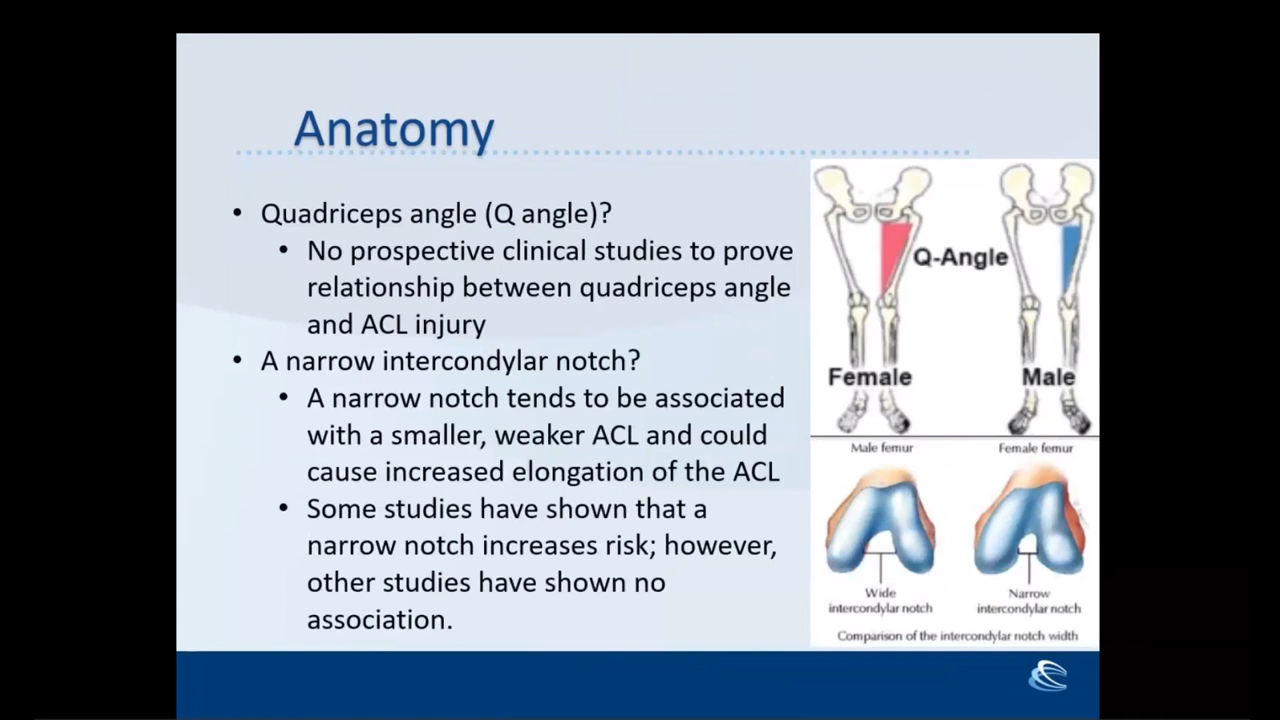 Anatomy
• Quadriceps angle (Q angle)?
• No prospective clinical studies to prove
relationship between quadriceps angle
and ACL injury
• A narrow intercondylar notch?
• A narrow notch tends to be associated
with a smaller, weaker ACL and could
cause increased elongation of the ACL
• Some studies have shown that a
narrow notch increases risk; however,
other studies have shown no
association.
Q-Angle
Female
Male
Male femur
Female femur
Wide
intercondylar notch
Narrow
intercondylar notch
Comparison of the intercondylar notch width